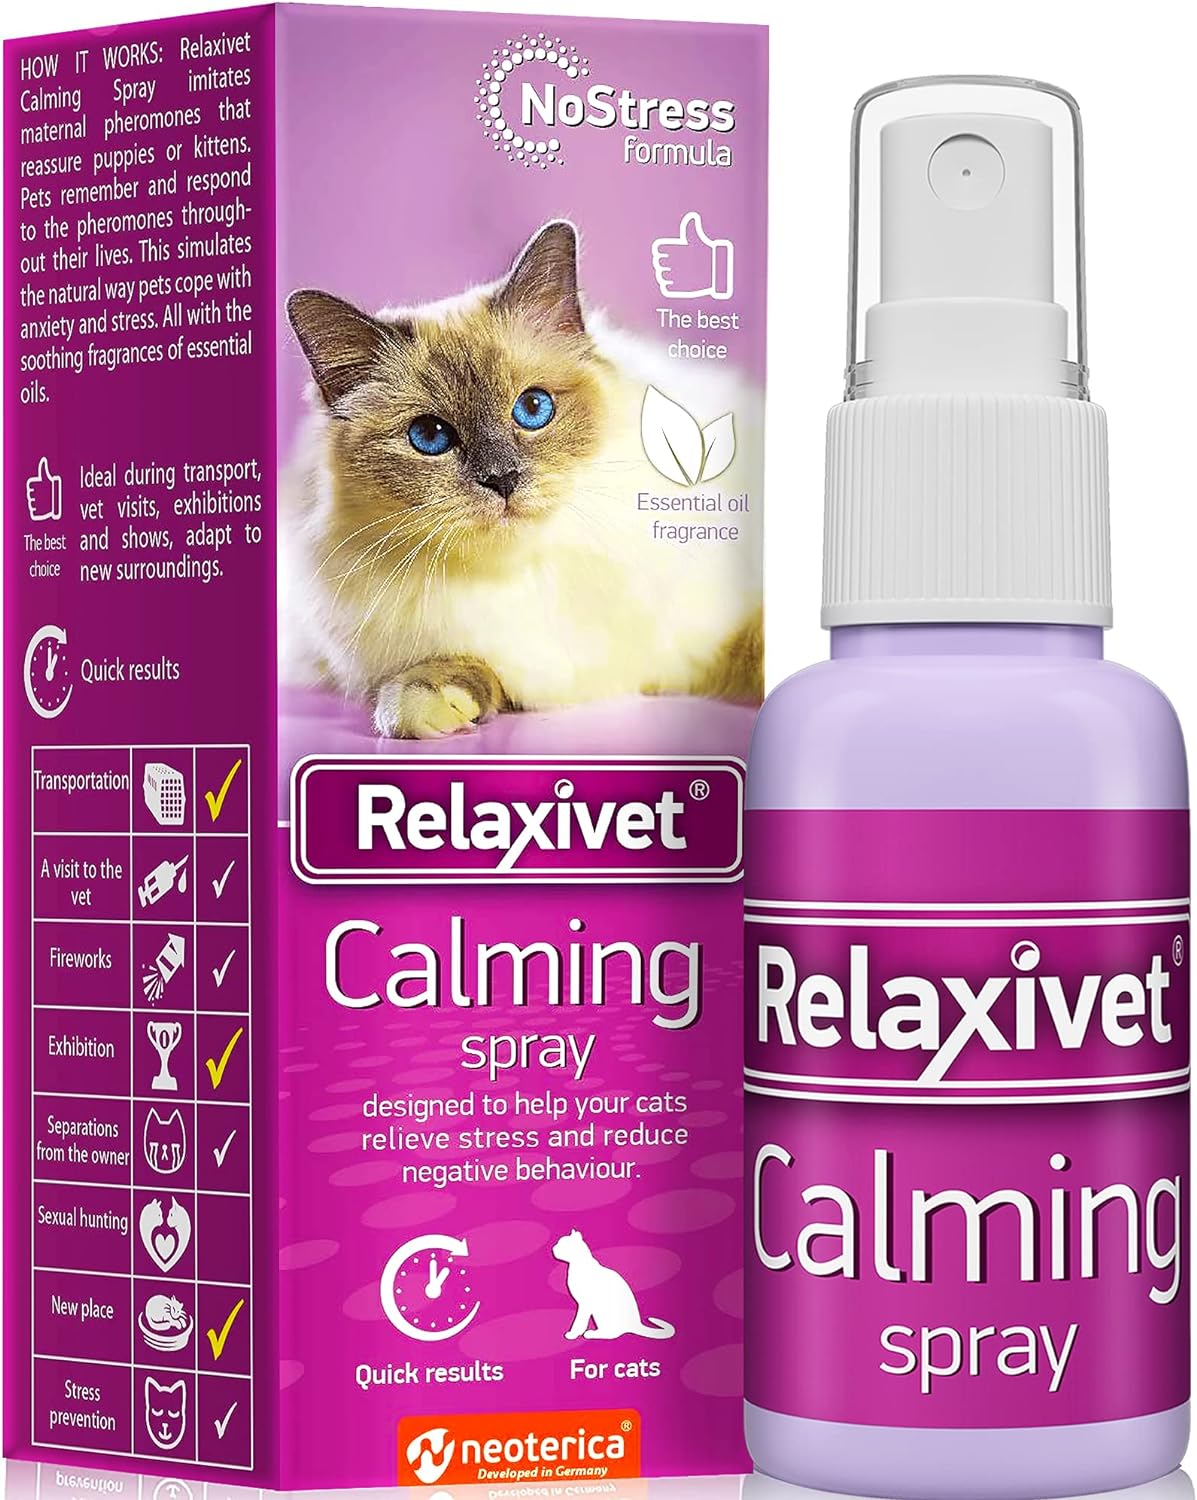 HOW IT WORKS: Relaxivet
Calming Spray imitates
maternal pheromones that
reassure puppies or kittens.
Pets remember and respond
to the pheromones through-
out their lives. This simulates
the natural way pets cope with
anxiety and stress. All with the
soothing fragrances of essential
oils.
The best
choice
Ideal during transport,
vet visits, exhibitions
and shows, adapt to
new surroundings.
Quick results
Transportation
A visit to the
vet
Fireworks
Exhibition
Separations
from the owner
Sexual hunting
New place
Stress
prevention
NoStress
formula
The best
choice
Essential oil
fragrance
Relaxivet®
Calming
spray
designed to help your cats
relieve stress and reduce
negative behaviour.
Quick results
For cats
neoterica®
Developed in Germany
Relaxivet®
Calming
spray
prevention
Developed in Germany